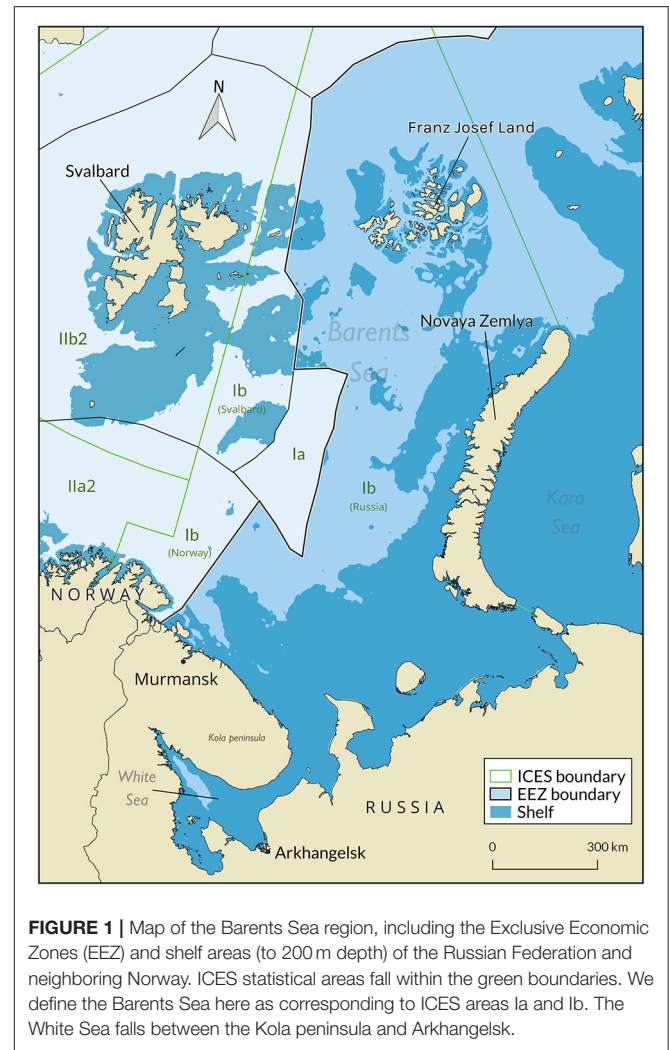 N
Franz Josef Land
Svalbard
Novaya Zemlya
Barents
Sea
IIb2
Ib
(Svalbard)
Ia
IIa2
Ib
(Russia)
Kara
Sea
Ib
(Norway)
NORWAY
Murmansk
Kola peninsula
White
Sea
RUSSIA
Arkhangelsk
ICES boundary
EEZ boundary
Shelf
0 300 km
FIGURE 1 | Map of the Barents Sea region, including the Exclusive Economic
Zones (EEZ) and shelf areas (to 200 m depth) of the Russian Federation and
neighboring Norway. ICES statistical areas fall within the green boundaries. We
define the Barents Sea here as corresponding to ICES areas Ia and Ib. The
White Sea falls between the Kola peninsula and Arkhangelsk.